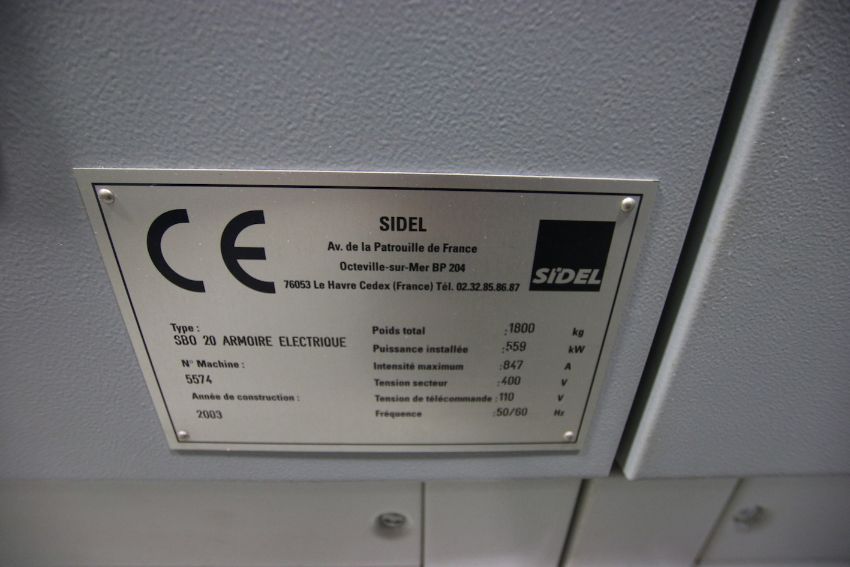 CE
SIDEL
Av. de la Patrouille de France
Octeville-sur-Mer BP 204
76053 Le Havre Cedex (France) Tél. 02.32.85.86.87
SIDEL
Type :
SBO 20 ARMOIRE ELECTRIQUE
N° Machine :
5574
Année de construction :
2003
Poids total :1800 kg
Puissance installée :559 kW
Intensité maximum :847 A
Tension secteur :400 V
Tension de télécommande :110 V
Fréquence :50/60 Hz